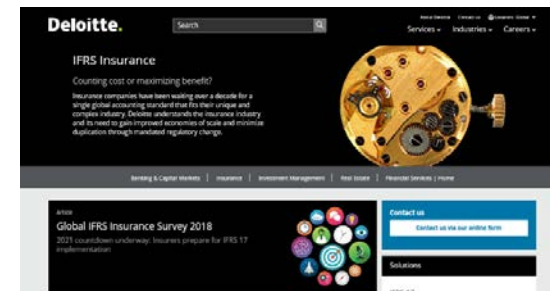 Deloitte.
Search
About Deloitte Contact us Location: Global
Services Industries Careers
IFRS Insurance
Counting cost or maximizing benefit?
Insurance companies have been waiting over a decade for a
single global accounting standard that fits their unique and
complex industry. Deloitte understands the insurance industry
and its need to gain improved economies of scale and minimize
duplication through mandated regulatory change.
Banking & Capital Markets | Insurance | Investment Management | Real Estate | Financial Services | Home
Article
Global IFRS Insurance Survey 2018
2021 countdown underway: Insurers prepare for IFRS 17
implementation
Contact us
Contact us via our online form
Solutions